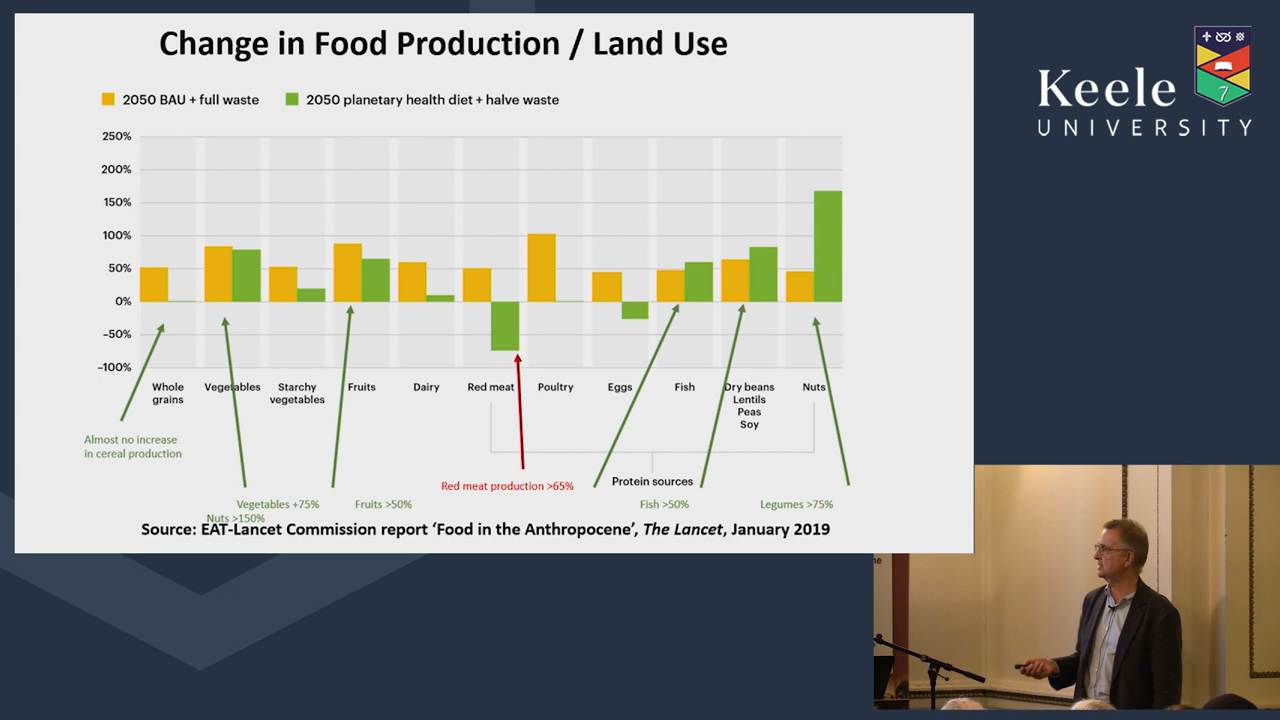 Change in Food Production / Land Use
2050 BAU + full waste
2050 planetary health diet + halve waste
250%
200%
150%
100%
50%
0%
–50%
–100%
Whole
grains
Vegetables
Starchy
vegetables
Fruits
Dairy
Red meat
Poultry
Eggs
Fish
Dry beans
Lentils
Peas
Soy
Nuts
Almost no increase
in cereal production
Red meat production >65%
Protein sources
Vegetables +75%
Fruits >50%
Fish >50%
Legumes >75%
Nuts >150%
Source: EAT-Lancet Commission report ‘Food in the Anthropocene’, The Lancet, January 2019
Keele
UNIVERSITY